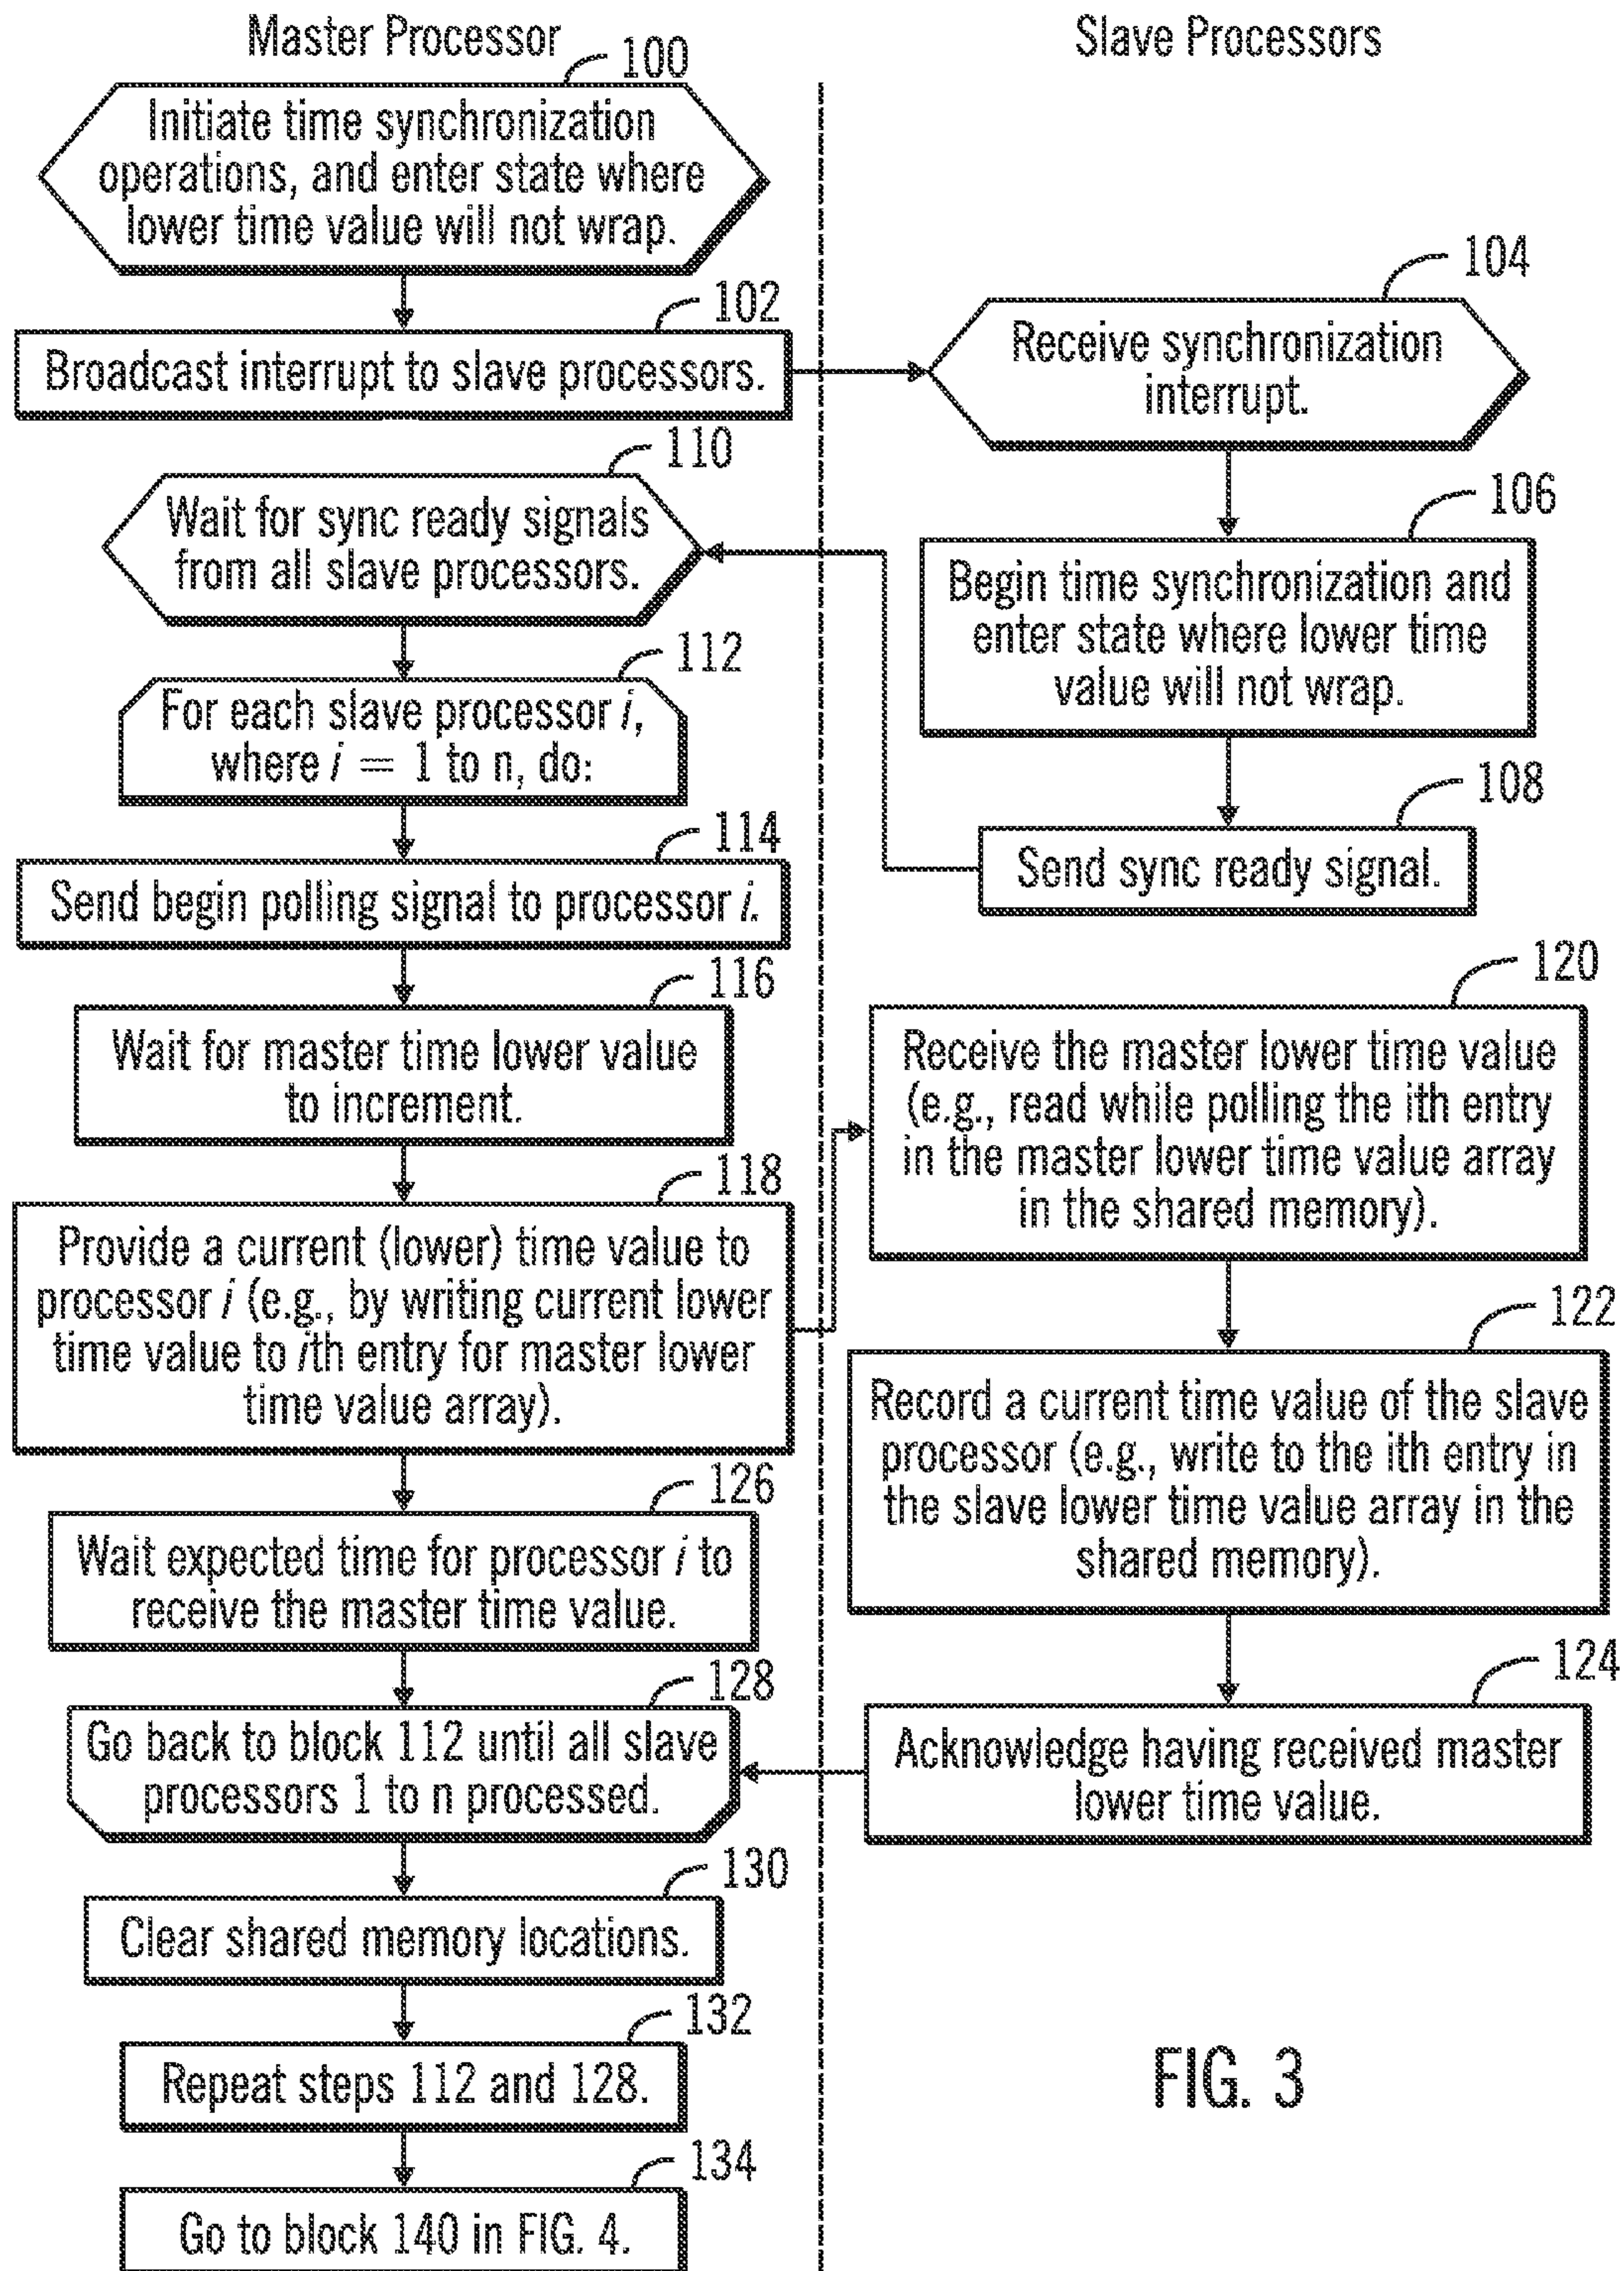 Master Processor
100
Initiate time synchronization
operations, and enter state where
lower time value will not wrap.
102
Broadcast interrupt to slave processors.
110
Wait for sync ready signals
from all slave processors.
112
For each slave processor i,
where i = 1 to n, do:
114
Send begin polling signal to processor i.
116
Wait for master time lower value
to increment.
118
Provide a current (lower) time value to
processor i (e.g., by writing current lower
time value to ith entry for master lower
time value array).
126
Wait expected time for processor i to
receive the master time value.
128
Go back to block 112 until all slave
processors 1 to n processed.
130
Clear shared memory locations.
132
Repeat steps 112 and 128.
134
Go to block 140 in FIG. 4.
Slave Processors
104
Receive synchronization
interrupt.
106
Begin time synchronization and
enter state where lower time
value will not wrap.
108
Send sync ready signal.
120
Receive the master lower time value
(e.g., read while polling the ith entry
in the master lower time value array
in the shared memory).
122
Record a current time value of the slave
processor (e.g., write to the ith entry in
the slave lower time value array in the
shared memory).
124
Acknowledge having received master
lower time value.
FIG. 3